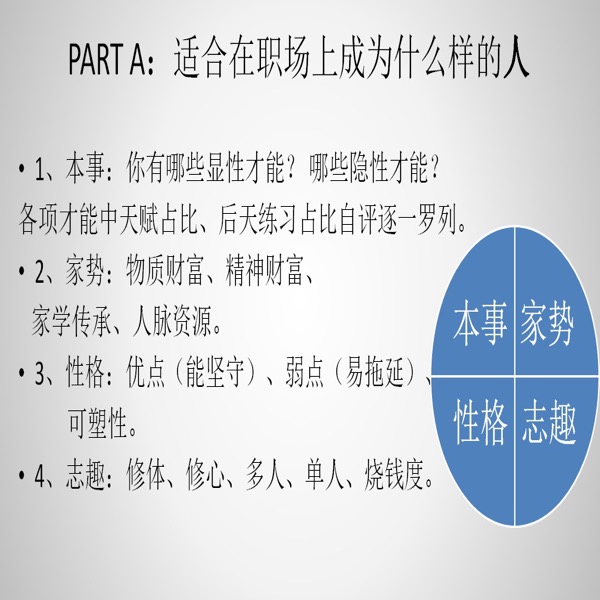 PART A：适合在职场上成为什么样的人
• 1、本事：你有哪些显性才能？哪些隐性才能？
各项才能中天赋占比、后天练习占比自评逐一罗列。
• 2、家势：物质财富、精神财富、
家学传承、人脉资源。
• 3、性格：优点（能坚守）、弱点（易拖延）、
可塑性。
• 4、志趣：修体、修心、多人、单人、烧钱度。
本事 家势
性格 志趣